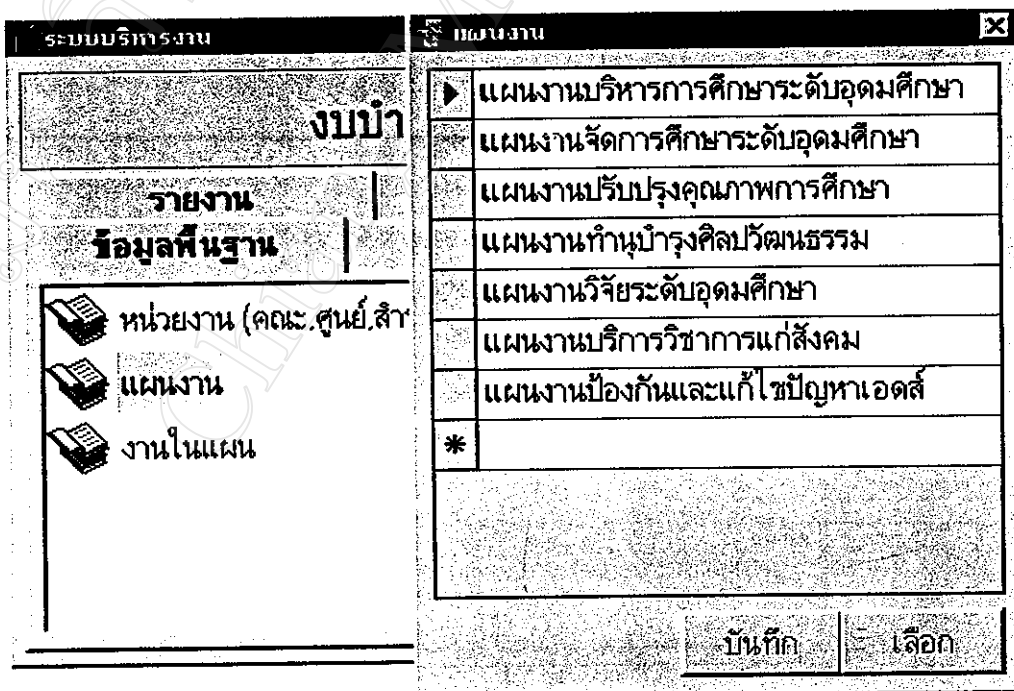 ระบบบริหารงาน
งบบำ
รายงาน
ข้อมูลพื้นฐาน
หน่วยงาน (คณะ,ศูนย์,สำ
แผนงาน
งานในแผน
แผนงาน
แผนงานบริหารการศึกษาระดับอุดมศึกษา
แผนงานจัดการศึกษาระดับอุดมศึกษา
แผนงานปรับปรุงคุณภาพการศึกษา
แผนงานทำนุบำรุงศิลปวัฒนธรรม
แผนงานวิจัยระดับอุดมศึกษา
แผนงานบริการวิชาการแก่สังคม
แผนงานป้องกันและแก้ไขปัญหาเอดส์
บันทึก
เลือก